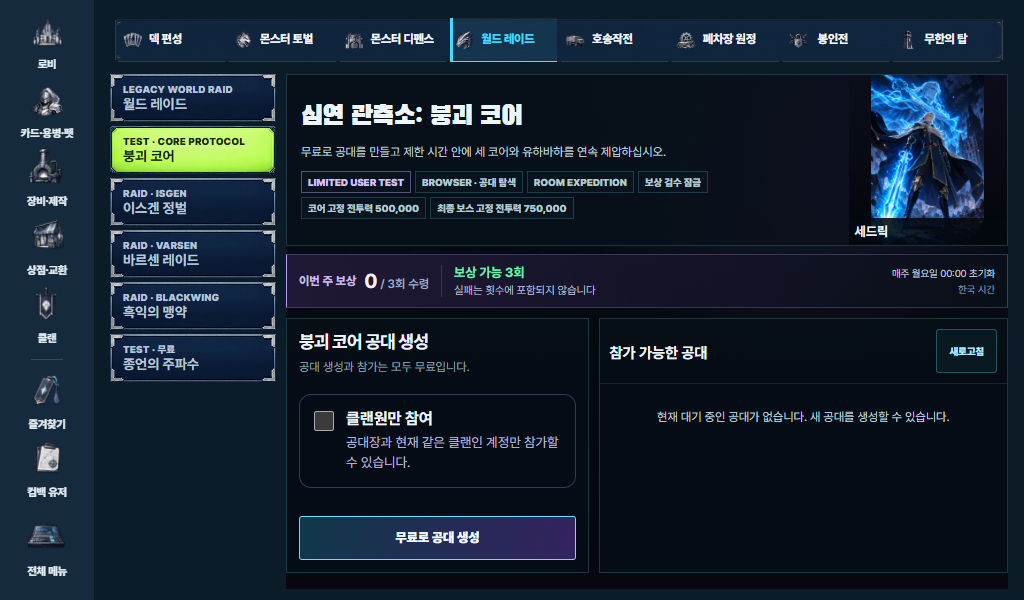 로비
카드·용병·펫
장비·제작
상점·교환
클랜
즐겨찾기
컴백 유저
전체 메뉴
덱 편성
몬스터 토벌
몬스터 디펜스
월드 레이드
호송작전
폐차장 원정
봉인전
무한의 탑
LEGACY WORLD RAID
월드 레이드
TEST · CORE PROTOCOL
붕괴 코어
RAID · ISGEN
이스겐 정벌
RAID · VARSEN
바르센 레이드
RAID · BLACKWING
흑익의 맹약
TEST · 무료
종언의 주파수
심연 관측소: 붕괴 코어
무료로 공대를 만들고 제한 시간 안에 세 코어와 유하바하를 연속 제압하십시오.
LIMITED USER TEST
BROWSER · 공대 탐색
ROOM EXPEDITION
보상 검수 잠금
코어 고정 전투력 500,000
최종 보스 고정 전투력 750,000
세드릭
이번 주 보상 0 / 3회 수령
보상 가능 3회
실패는 횟수에 포함되지 않습니다
매주 월요일 00:00 초기화
한국 시간
붕괴 코어 공대 생성
공대 생성과 참가는 모두 무료입니다.
클랜원만 참여
공대장과 현재 같은 클랜인 계정만 참가할
수 있습니다.
무료로 공대 생성
참가 가능한 공대
새로고침
현재 대기 중인 공대가 없습니다. 새 공대를 생성할 수 있습니다.